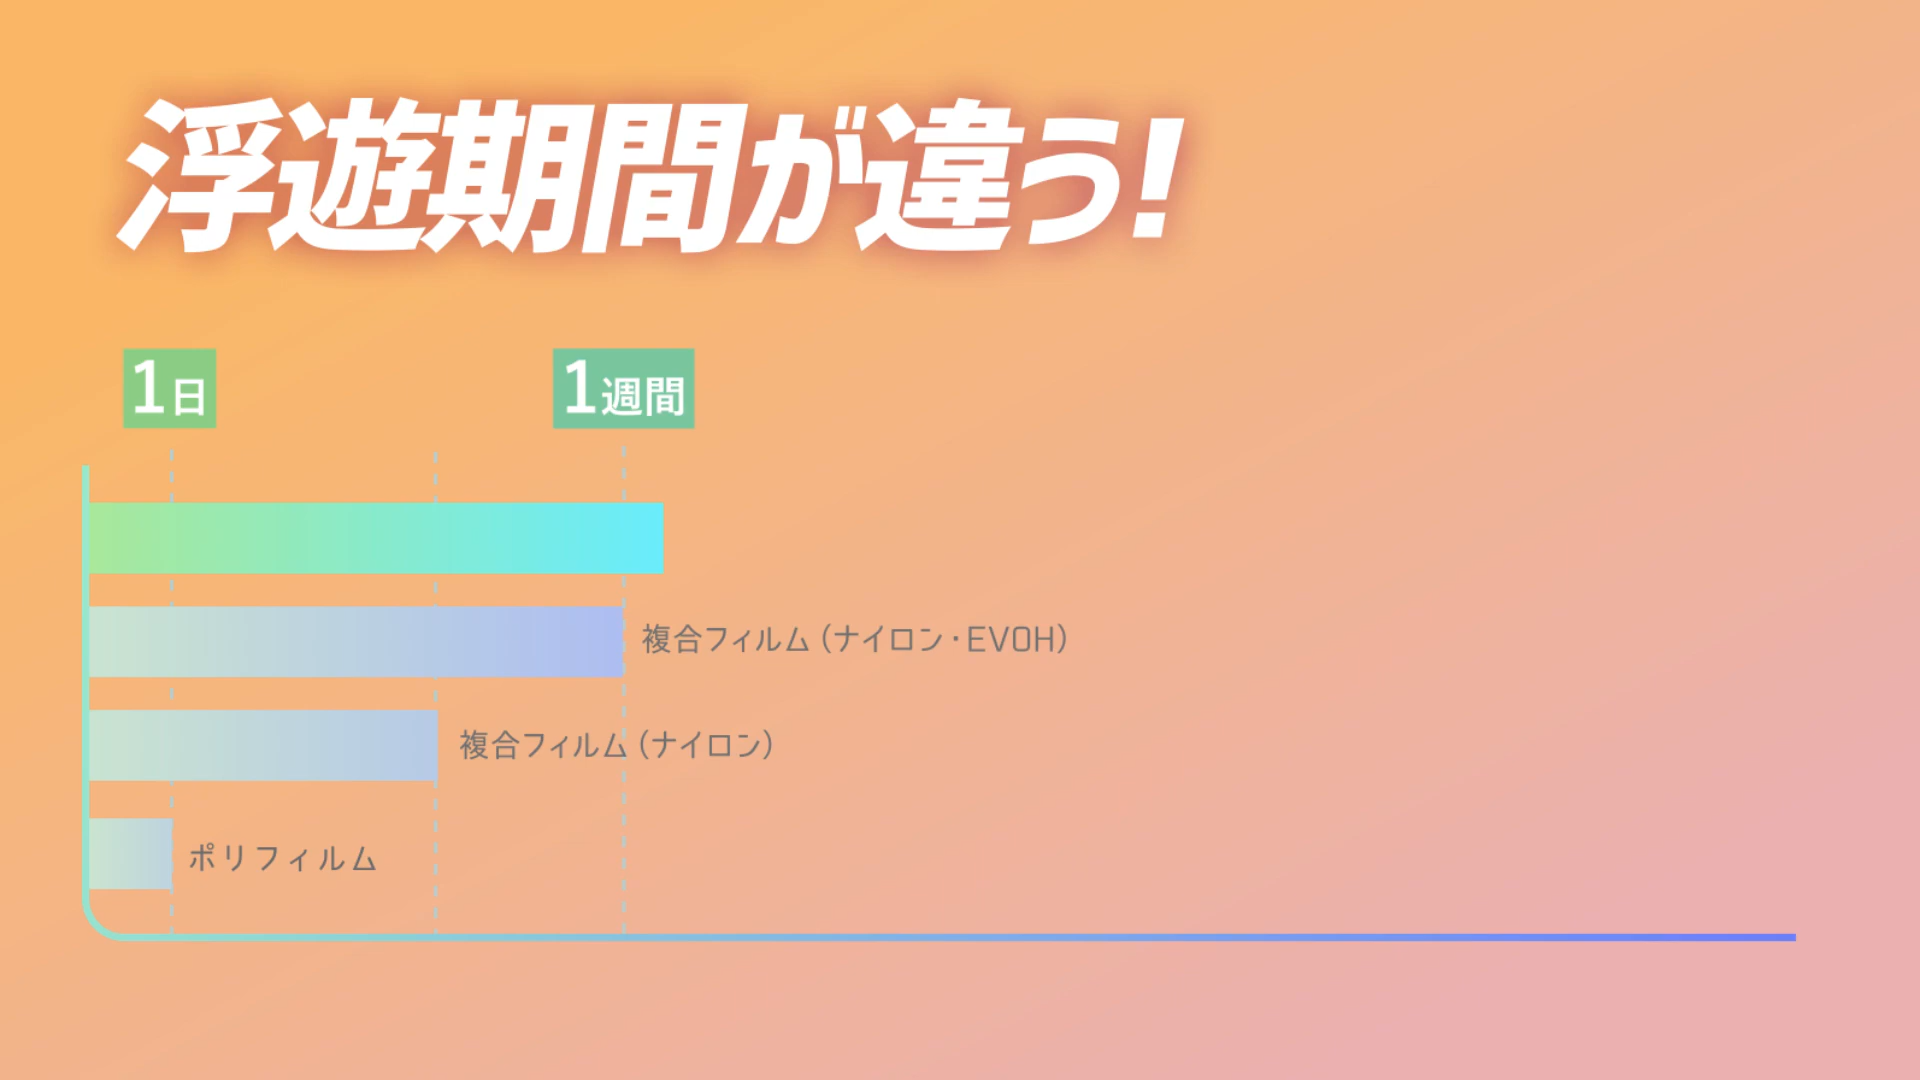 浮遊期間が違う!
1日
1週間
複合フィルム(ナイロン・EVOH)
複合フィルム(ナイロン)
ポリフィルム